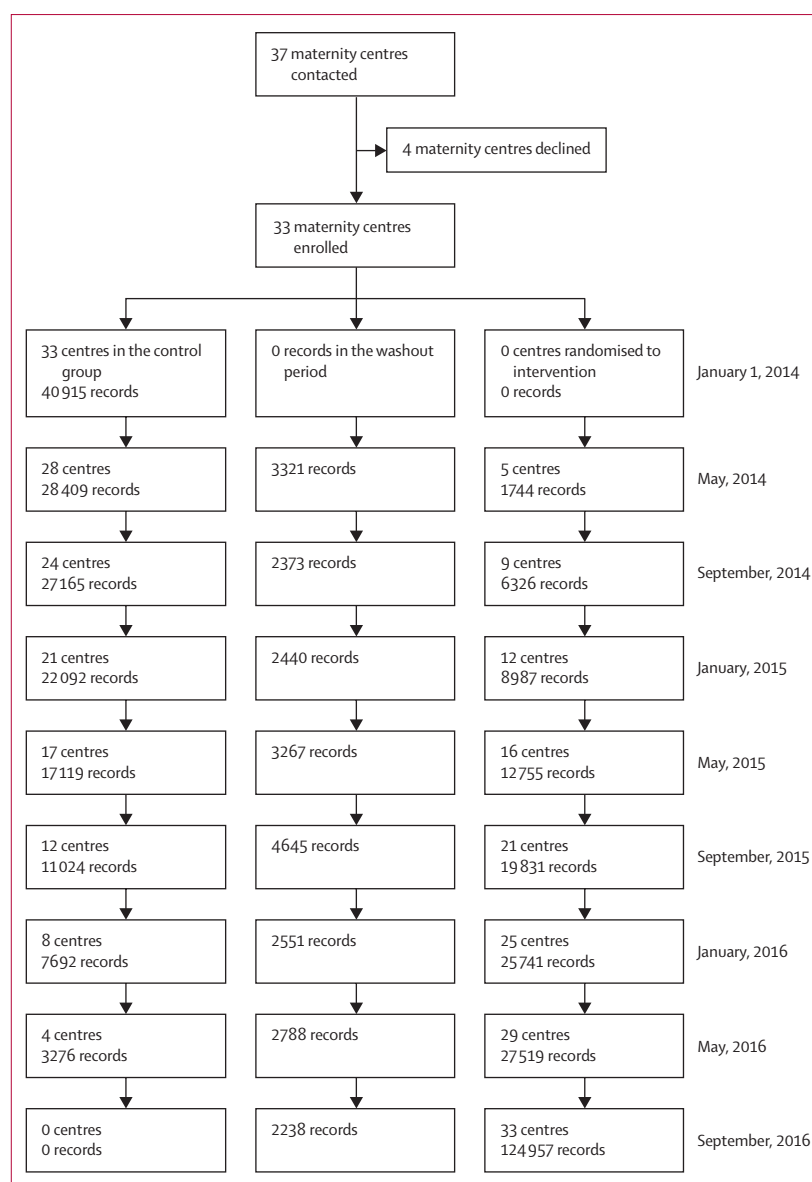 37 maternity centres
contacted
4 maternity centres declined
33 maternity centres
enrolled
33 centres in the control
group
40 915 records
0 records in the washout
period
0 centres randomised to
intervention
0 records
January 1, 2014
28 centres
28 409 records
3321 records
5 centres
1744 records
May, 2014
24 centres
27 165 records
2373 records
9 centres
6326 records
September, 2014
21 centres
22 092 records
2440 records
12 centres
8987 records
January, 2015
17 centres
17 119 records
3267 records
16 centres
12 755 records
May, 2015
12 centres
11 024 records
4645 records
21 centres
19 831 records
September, 2015
8 centres
7692 records
2551 records
25 centres
25 741 records
January, 2016
4 centres
3276 records
2788 records
29 centres
27 519 records
May, 2016
0 centres
0 records
2238 records
33 centres
124 957 records
September, 2016